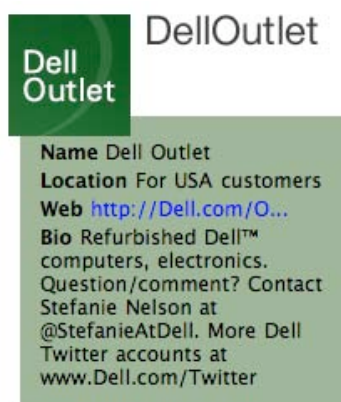 DellOutlet
Dell
Outlet
Name Dell Outlet
Location For USA customers
Web http://Dell.com/O...
Bio Refurbished Dell™
computers, electronics.
Question/comment? Contact
Stefanie Nelson at
@StefanieAtDell. More Dell
Twitter accounts at
www.Dell.com/Twitter